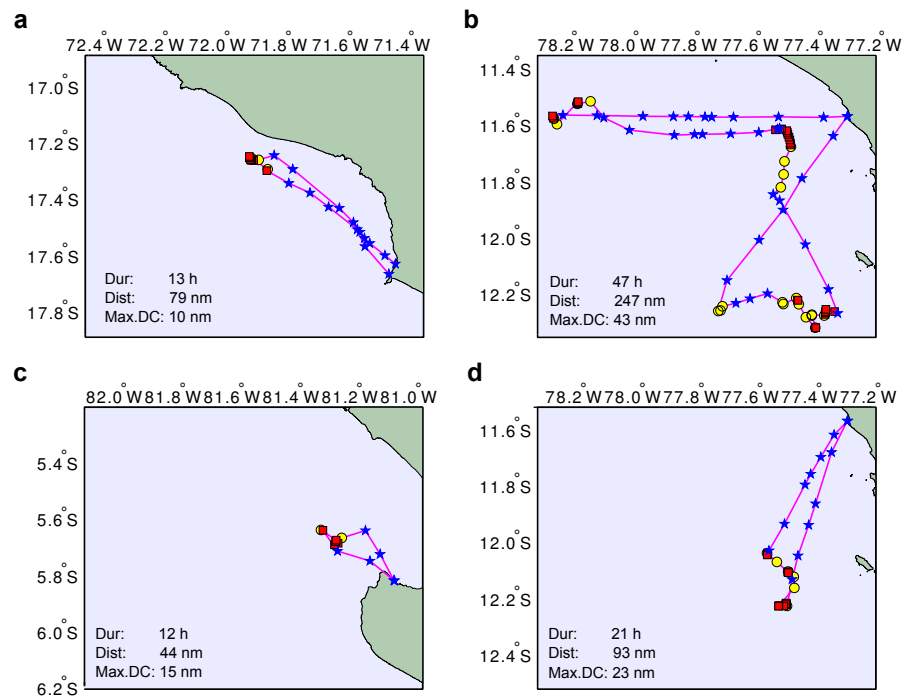 a
72.4°W 72.2°W 72.0°W 71.8°W 71.6°W 71.4°W
17.0°S
17.2°S
17.4°S
17.6°S
17.8°S
Dur: 13 h
Dist: 79 nm
Max.DC: 10 nm
b
78.2°W 78.0°W 77.8°W 77.6°W 77.4°W 77.2°W
11.4°S
11.6°S
11.8°S
12.0°S
12.2°S
Dur: 47 h
Dist: 247 nm
Max.DC: 43 nm
c
82.0°W 81.8°W 81.6°W 81.4°W 81.2°W 81.0°W
5.4°S
5.6°S
5.8°S
6.0°S
6.2°S
Dur: 12 h
Dist: 44 nm
Max.DC: 15 nm
d
78.2°W 78.0°W 77.8°W 77.6°W 77.4°W 77.2°W
11.6°S
11.8°S
12.0°S
12.2°S
12.4°S
Dur: 21 h
Dist: 93 nm
Max.DC: 23 nm